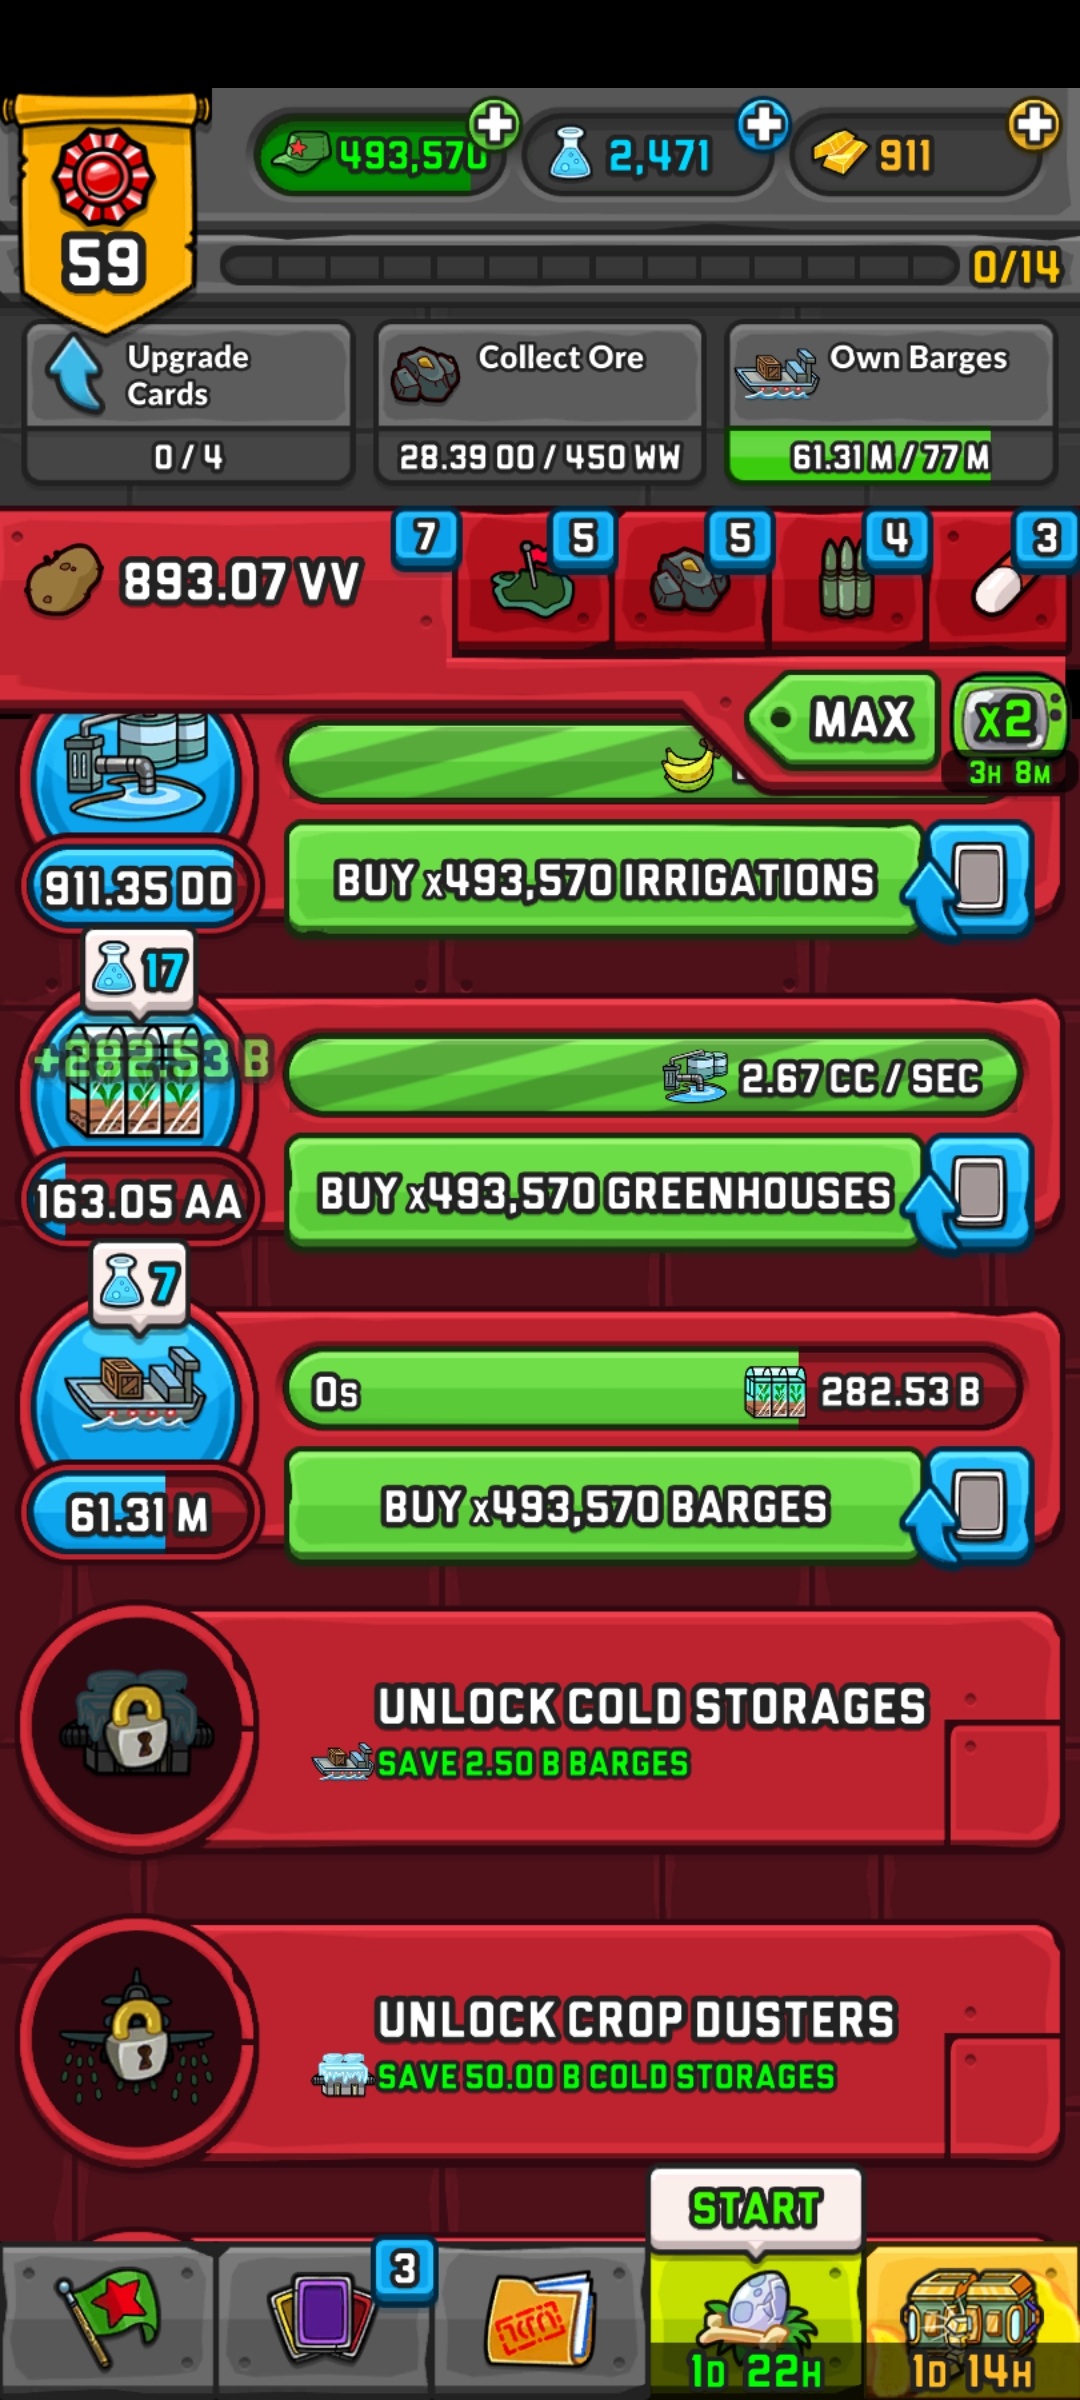 493,570
2,471
911
59
0/14
Upgrade
Cards
0 / 4
Collect Ore
28.39 OO / 450 WW
Own Barges
61.31 M / 77 M
893.07 VV
7
5
5
4
3
MAX
x2
3H 8M
911.35 DD
BUY x493,570 IRRIGATIONS
17
+282.53 B
2.67 CC / SEC
163.05 AA
BUY x493,570 GREENHOUSES
7
0s
282.53 B
61.31 M
BUY x493,570 BARGES
UNLOCK COLD STORAGES
SAVE 2.50 B BARGES
UNLOCK CROP DUSTERS
SAVE 50.00 B COLD STORAGES
START
3
1D 22H
1D 14H